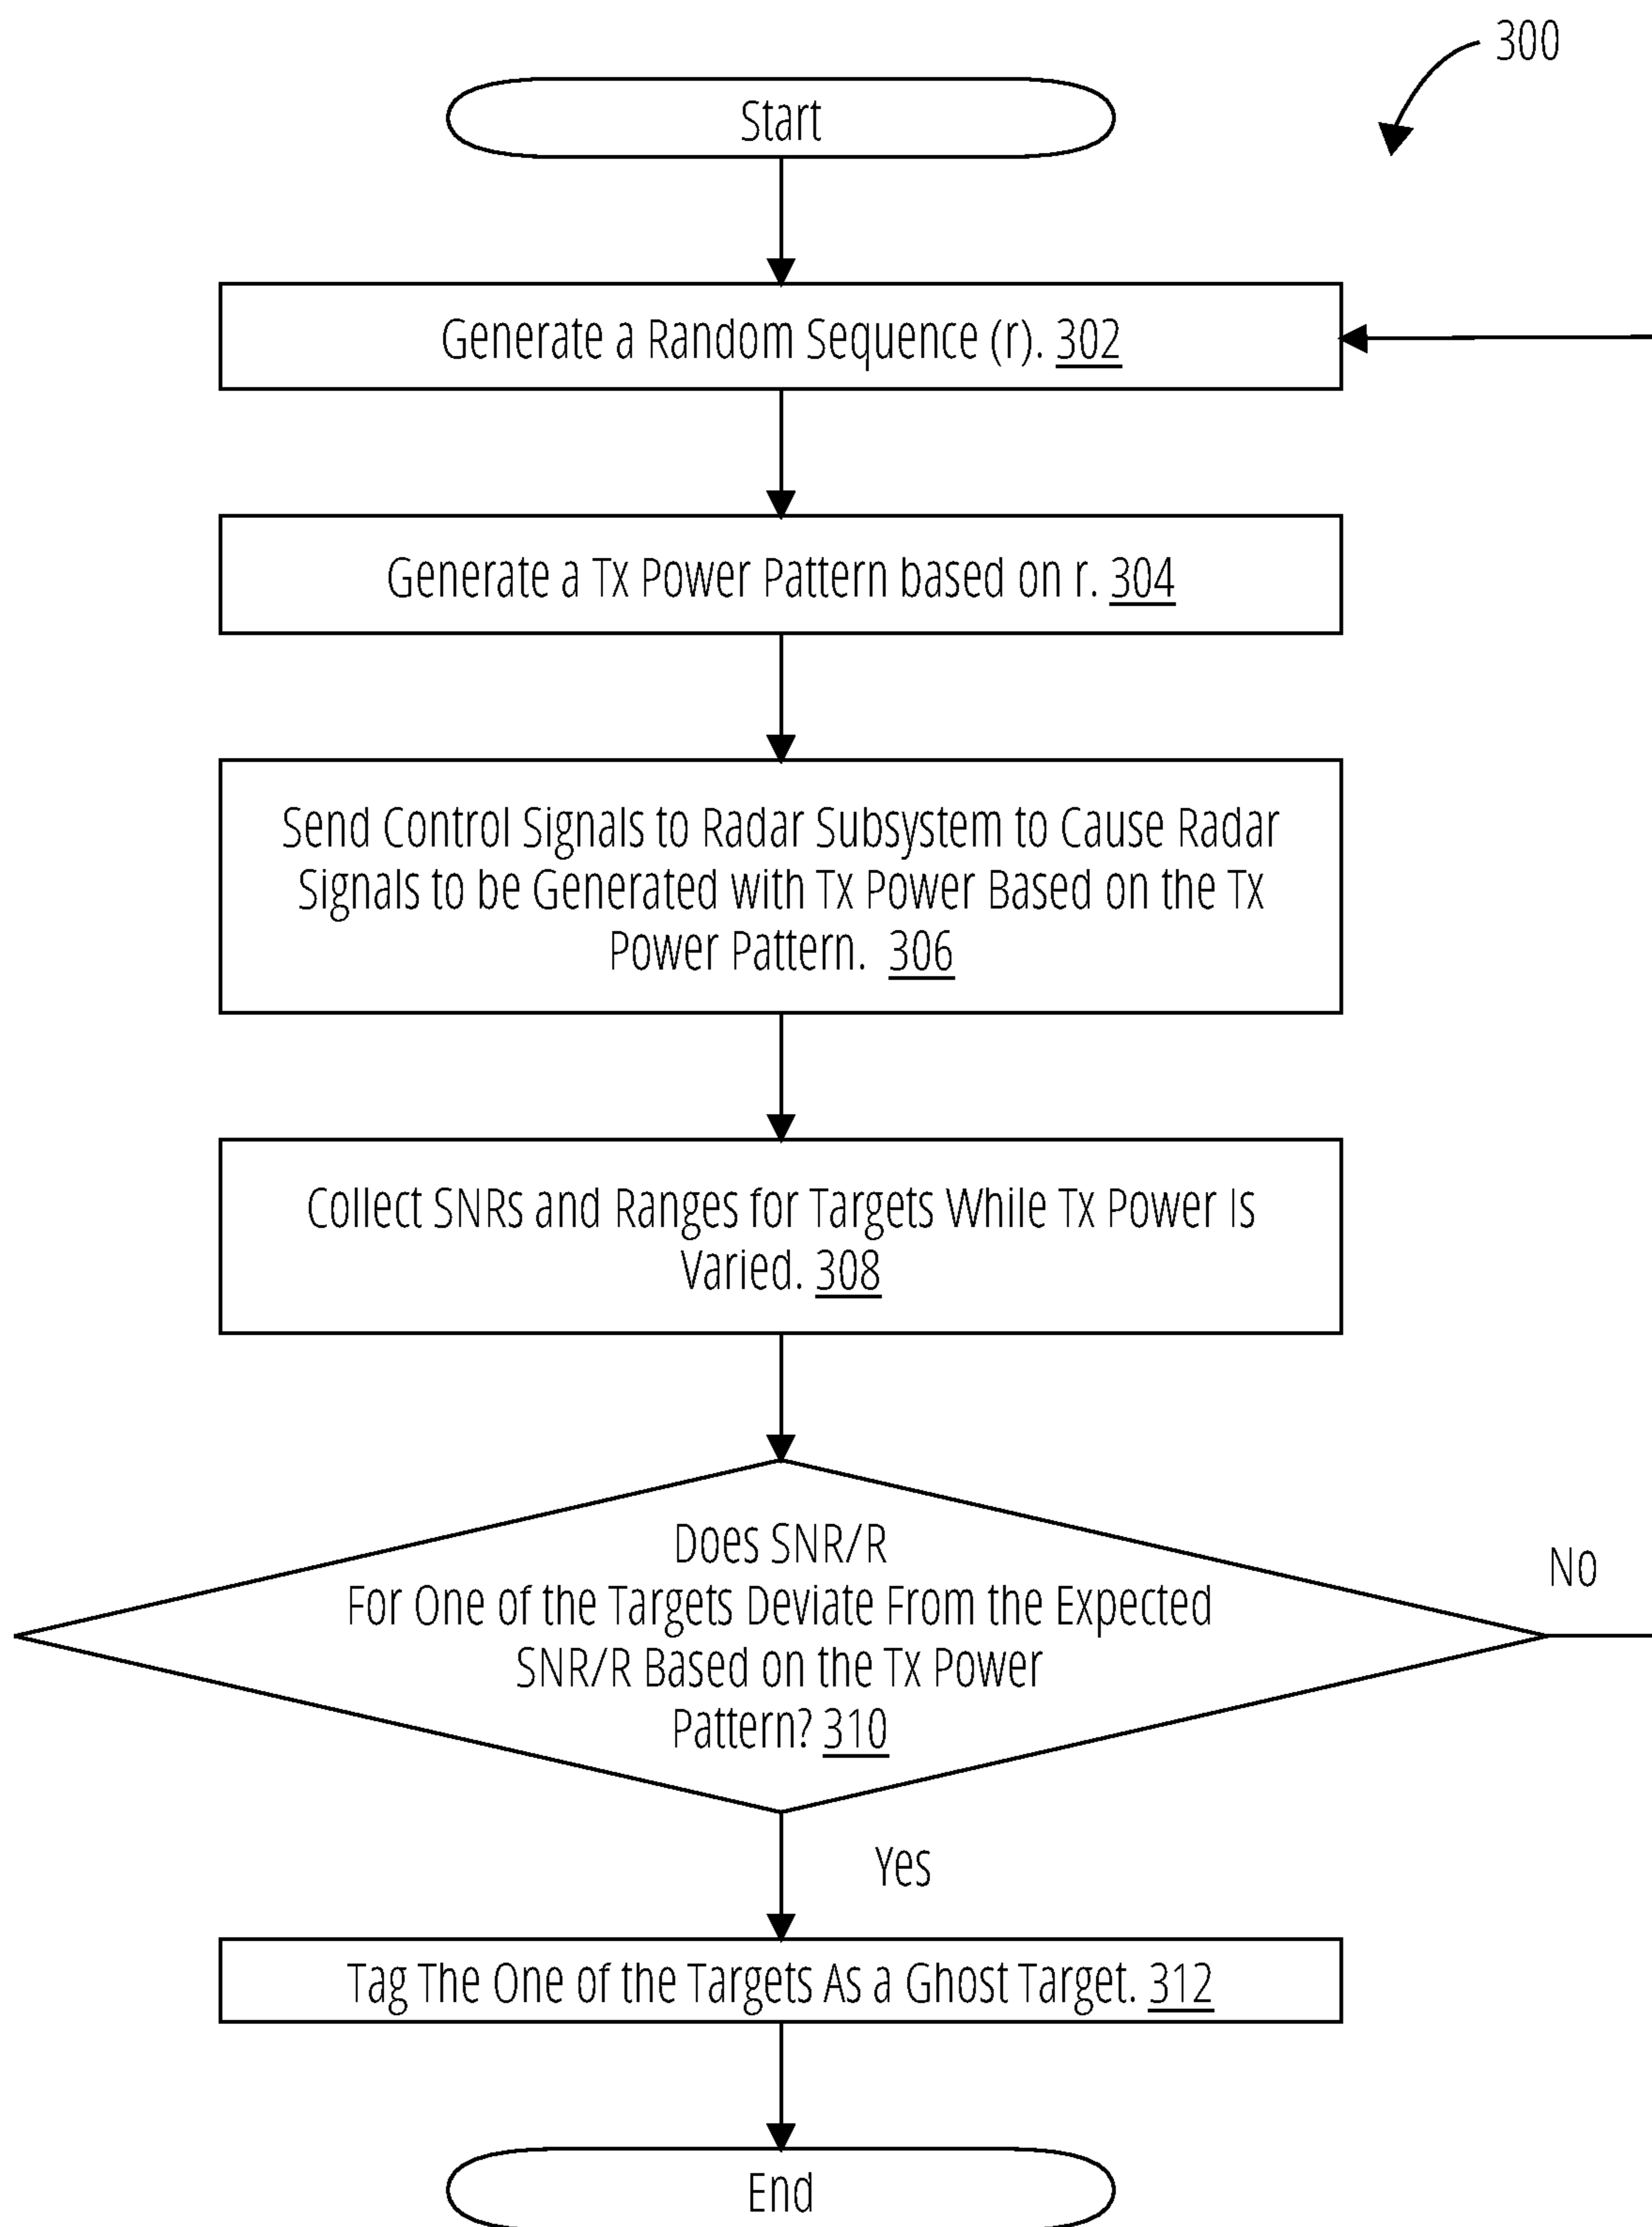 300
Start
Generate a Random Sequence (r). 302
Generate a Tx Power Pattern based on r. 304
Send Control Signals to Radar Subsystem to Cause Radar
Signals to be Generated with Tx Power Based on the Tx
Power Pattern. 306
Collect SNRs and Ranges for Targets While Tx Power Is
Varied. 308
Does SNR/R
For One of the Targets Deviate From the Expected
SNR/R Based on the Tx Power
Pattern? 310
No
Yes
Tag The One of the Targets As a Ghost Target. 312
End